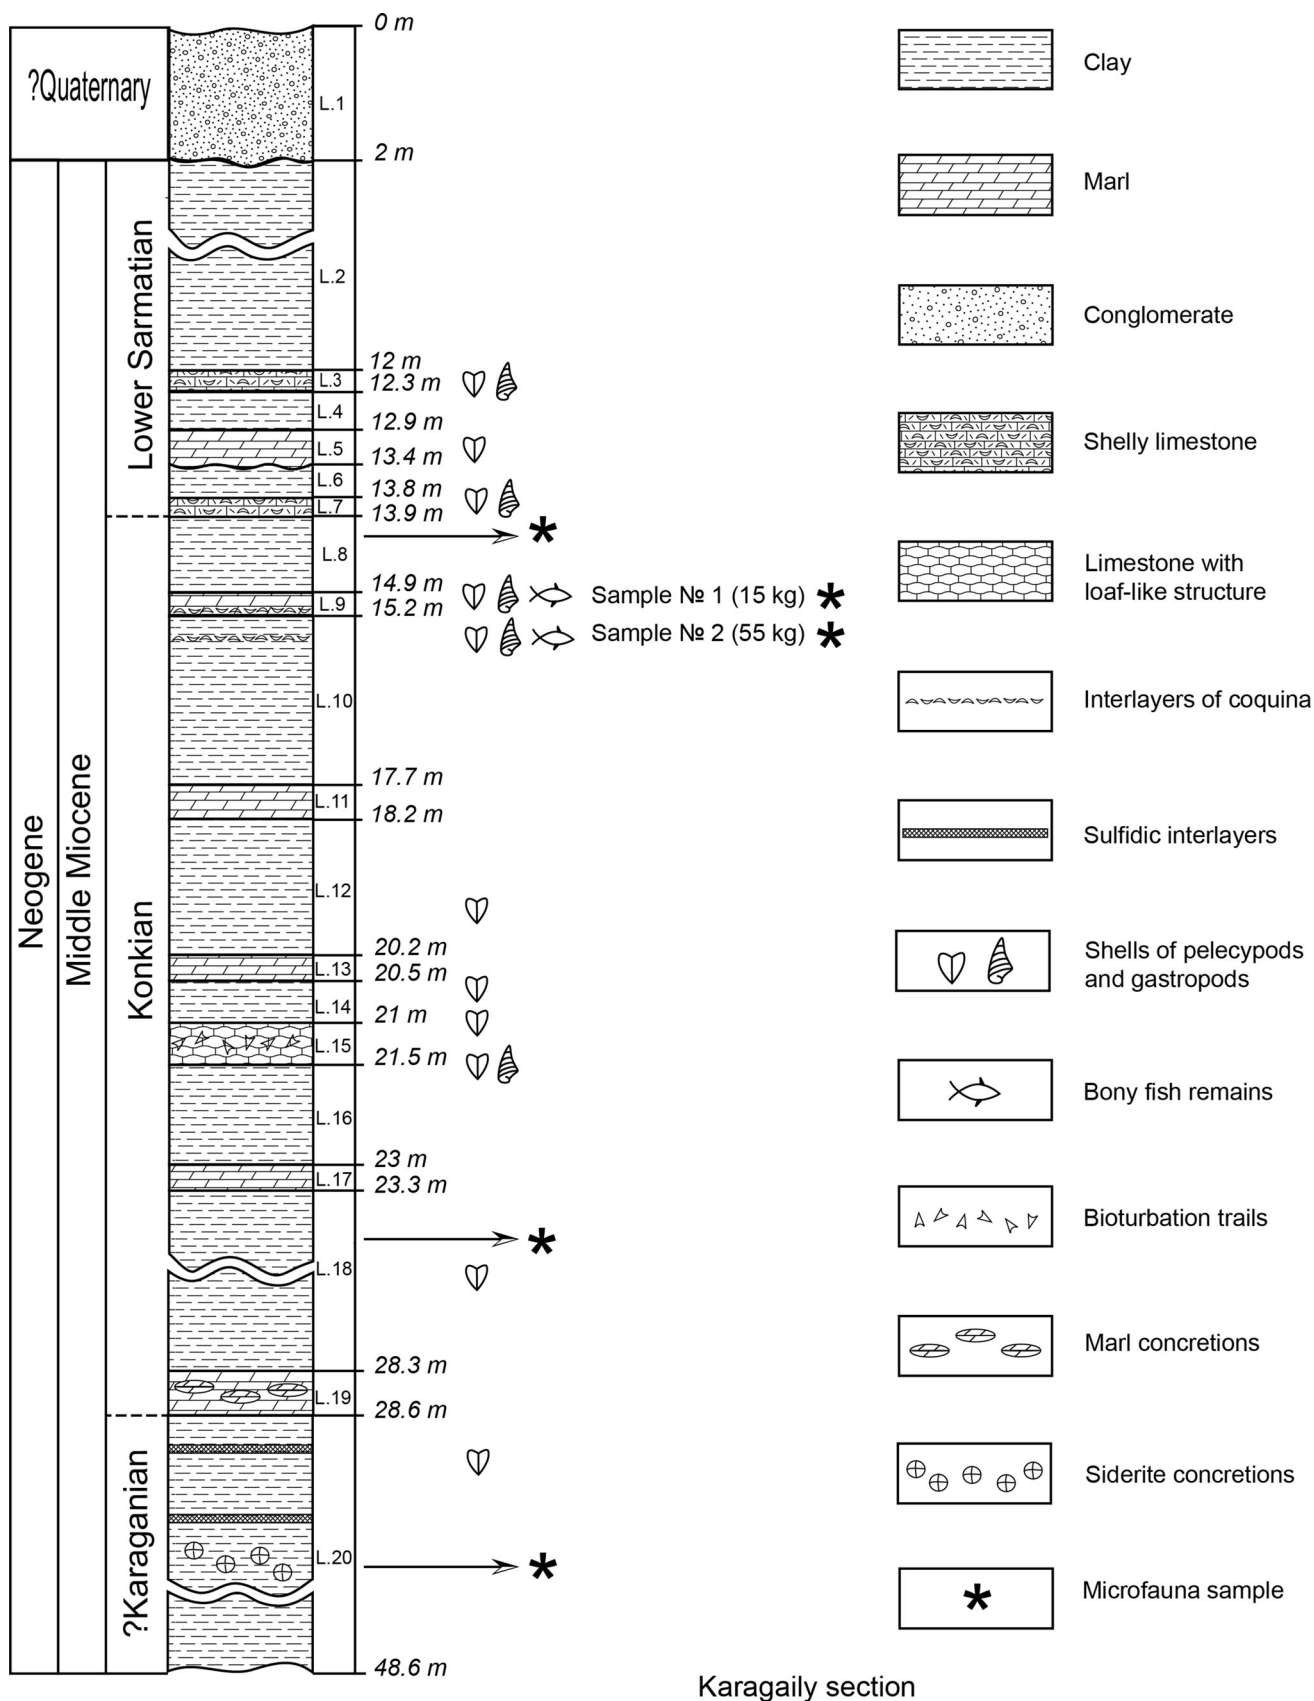 0 m
?Quaternary
L.1
2 m
Neogene
Middle Miocene
Lower Sarmatian
L.2
12 m
L.3
12.3 m
L.4
12.9 m
L.5
13.4 m
L.6
13.8 m
L.7
13.9 m
Konkian
L.8
*
14.9 m
L.9
Sample № 1 (15 kg) *
15.2 m
Sample № 2 (55 kg) *
L.10
17.7 m
L.11
18.2 m
L.12
20.2 m
L.13
20.5 m
L.14
21 m
L.15
21.5 m
L.16
23 m
L.17
23.3 m
*
L.18
28.3 m
L.19
28.6 m
?Karaganian
L.20
*
48.6 m
Clay
Marl
Conglomerate
Shelly limestone
Limestone with
loaf-like structure
Interlayers of coquina
Sulfidic interlayers
Shells of pelecypods
and gastropods
Bony fish remains
Bioturbation trails
Marl concretions
Siderite concretions
*
Microfauna sample
Karagaily section